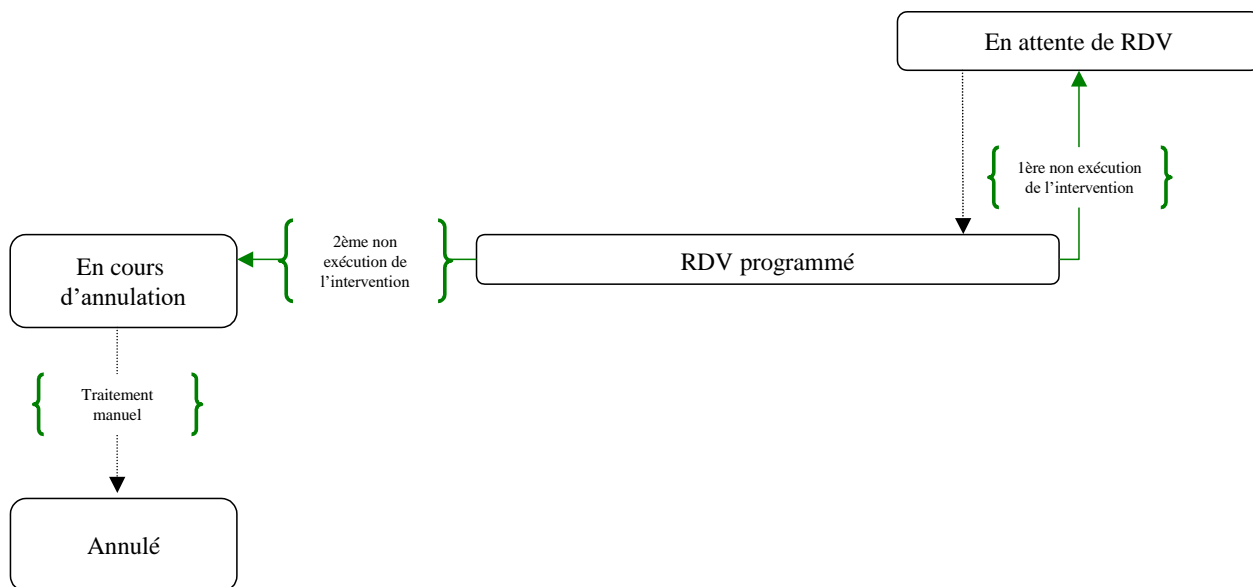 En attente de RDV
1ère non exécution
de l’intervention
2ème non
exécution de
l’intervention
RDV programmé
En cours
d’annulation
Traitement
manuel
Annulé